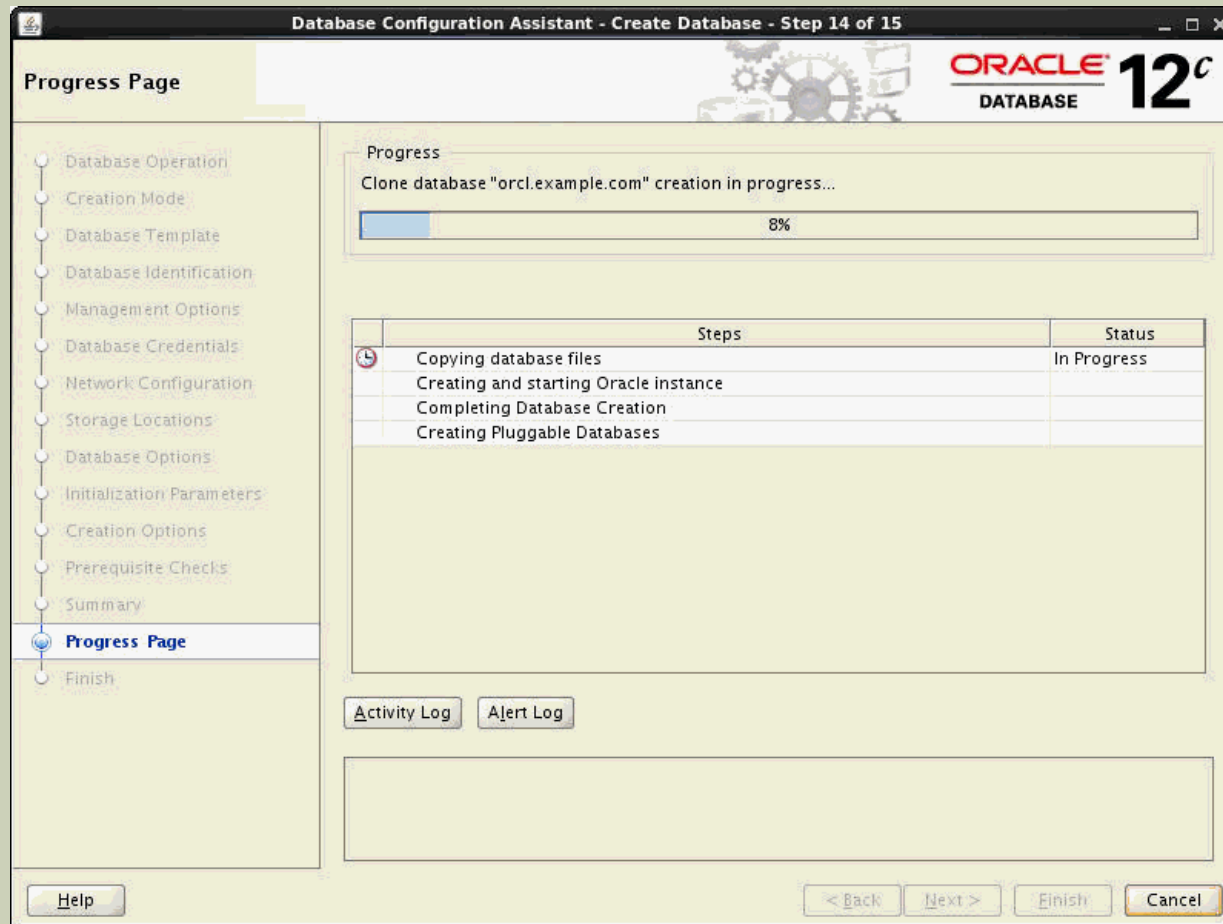 Database Configuration Assistant - Create Database - Step 14 of 15
Progress Page
ORACLE
DATABASE
12c
Database Operation
Creation Mode
Database Template
Database Identification
Management Options
Database Credentials
Network Configuration
Storage Locations
Database Options
Initialization Parameters
Creation Options
Prerequisite Checks
Summary
Progress Page
Finish
Progress
Clone database "orcl.example.com" creation in progress...
8%
Steps Status
Copying database files In Progress
Creating and starting Oracle instance
Completing Database Creation
Creating Pluggable Databases
Activity Log Alert Log
Help < Back Next > Finish Cancel